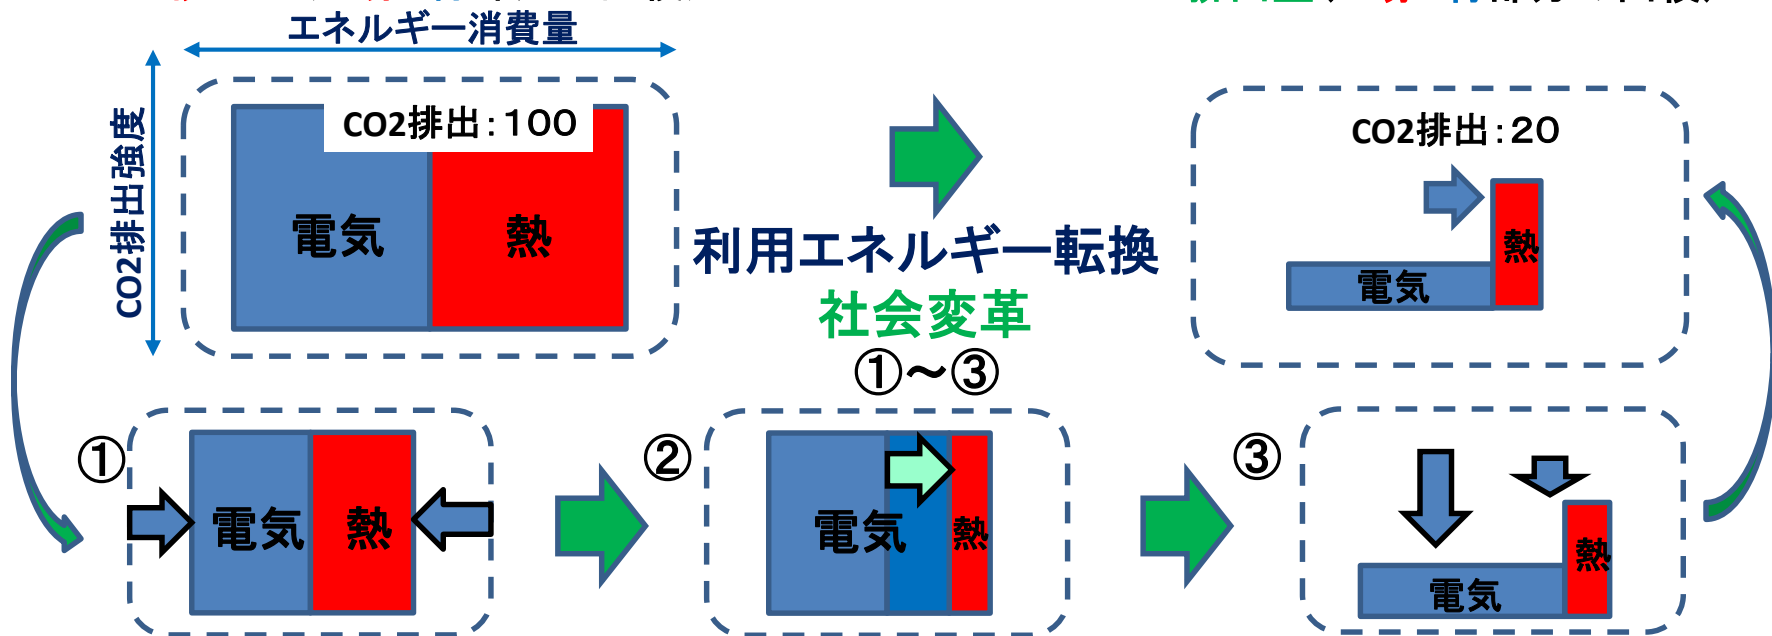 エネルギー消費量
CO2排出強度
CO2排出:100
電気
熱
利用エネルギー転換
社会変革
①~③
CO2排出:20
電気
熱
①
電気
熱
②
電気
熱
③
電気
熱